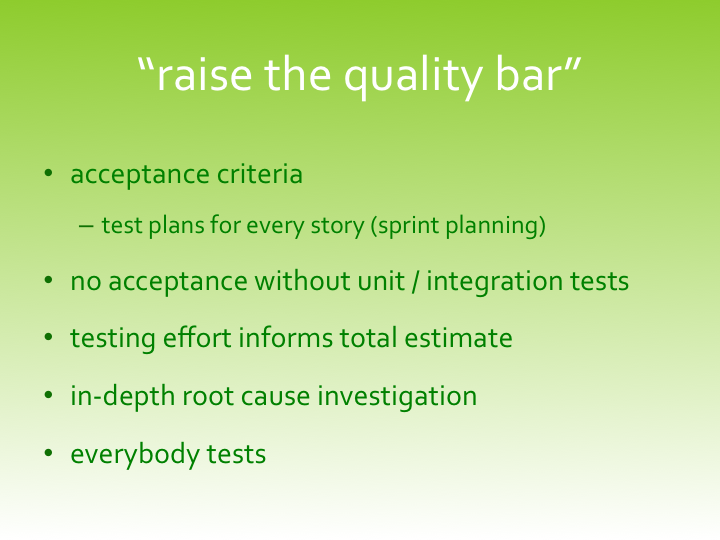 “raise the quality bar”
• acceptance criteria
– test plans for every story (sprint planning)
• no acceptance without unit / integration tests
• testing effort informs total estimate
• in-depth root cause investigation
• everybody tests